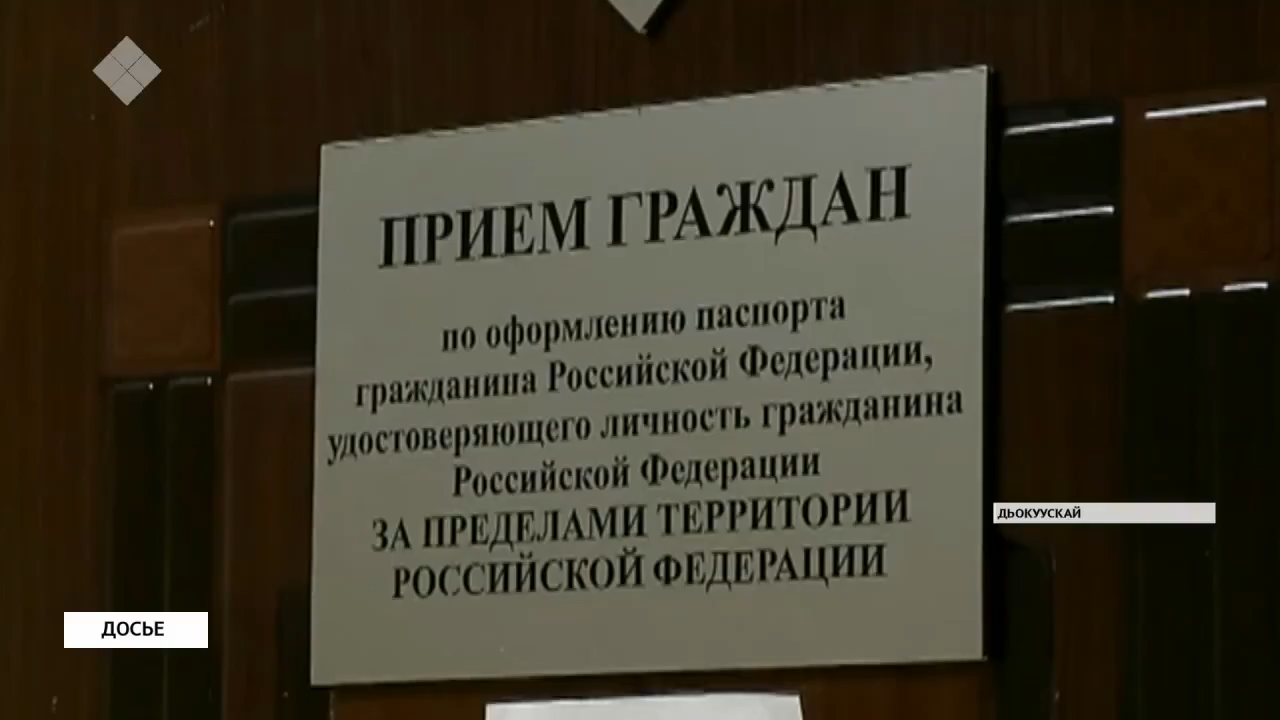 ПРИЕМ ГРАЖДАН
по оформлению паспорта
гражданина Российской Федерации,
удостоверяющего личность гражданина
Российской Федерации
ЗА ПРЕДЕЛАМИ ТЕРРИТОРИИ
РОССИЙСКОЙ ФЕДЕРАЦИИ
ДЬОКУУСКАЙ
ДОСЬЕ